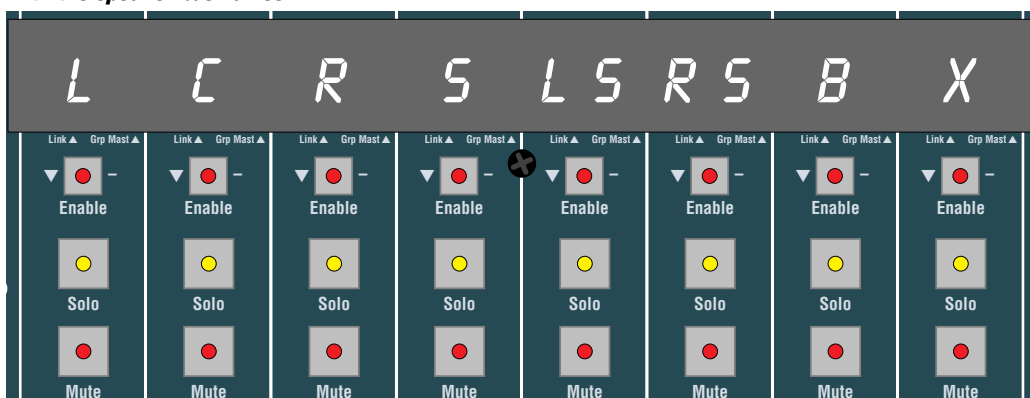 L C R S LS RS B X
Link▲ Grp Mast▲ Link▲ Grp Mast▲ Link▲ Grp Mast▲ Link▲ Grp Mast▲ Link▲ Grp Mast▲ Link▲ Grp Mast▲ Link▲ Grp Mast▲ Link▲ Grp Mast▲
Enable Enable Enable Enable Enable Enable Enable Enable
Solo Solo Solo Solo Solo Solo Solo Solo
Mute Mute Mute Mute Mute Mute Mute Mute